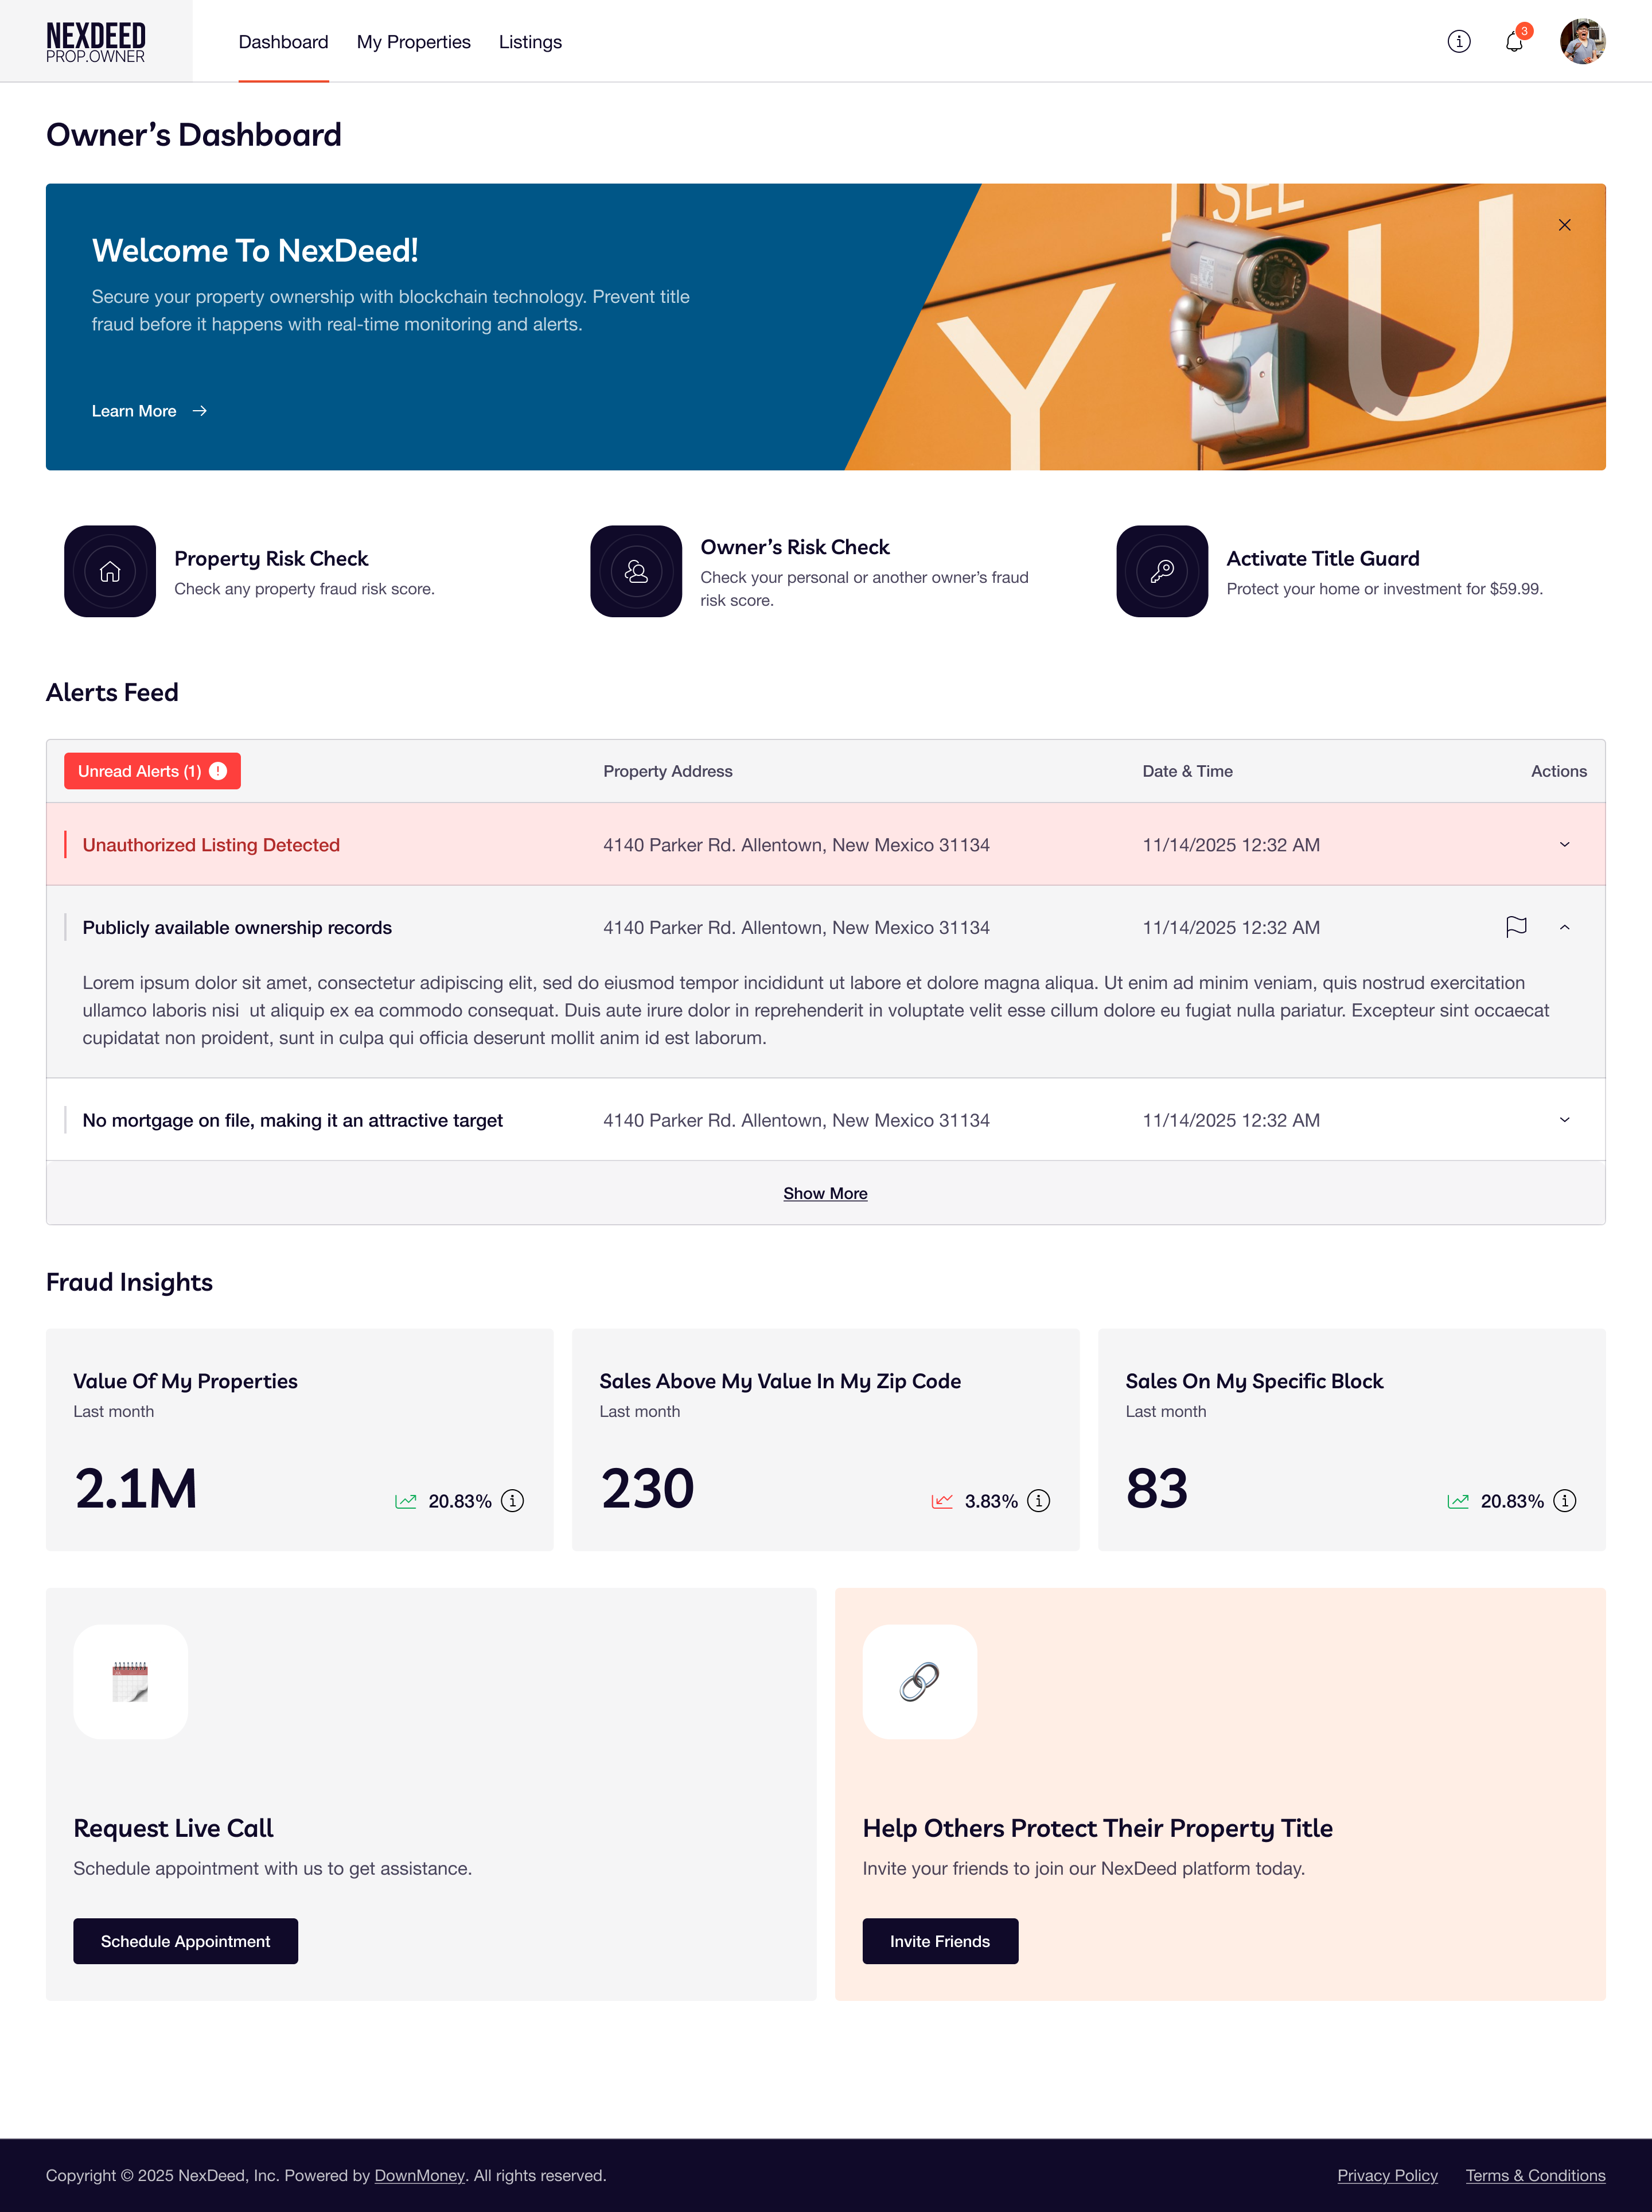 NEXDEED
PROP.OWNER
Dashboard
My Properties
Listings
3
Owner’s Dashboard
SEE
Y
U
Welcome To NexDeed!
Secure your property ownership with blockchain technology. Prevent title
fraud before it happens with real-time monitoring and alerts.
Learn More
Property Risk Check
Check any property fraud risk score.
Owner’s Risk Check
Check your personal or another owner’s fraud
risk score.
Activate Title Guard
Protect your home or investment for $59.99.
Alerts Feed
Unread Alerts (1)
Property Address
Date & Time
Actions
Unauthorized Listing Detected
4140 Parker Rd. Allentown, New Mexico 31134
11/14/2025 12:32 AM
Publicly available ownership records
4140 Parker Rd. Allentown, New Mexico 31134
11/14/2025 12:32 AM
Lorem ipsum dolor sit amet, consectetur adipiscing elit, sed do eiusmod tempor incididunt ut labore et dolore magna aliqua. Ut enim ad minim veniam, quis nostrud exercitation
ullamco laboris nisi  ut aliquip ex ea commodo consequat. Duis aute irure dolor in reprehenderit in voluptate velit esse cillum dolore eu fugiat nulla pariatur. Excepteur sint occaecat
cupidatat non proident, sunt in culpa qui officia deserunt mollit anim id est laborum.
No mortgage on file, making it an attractive target
4140 Parker Rd. Allentown, New Mexico 31134
11/14/2025 12:32 AM
Show More
Fraud Insights
Value Of My Properties
Last month
2.1M
20.83%
Sales Above My Value In My Zip Code
Last month
230
3.83%
Sales On My Specific Block
Last month
83
20.83%
Request Live Call
Schedule appointment with us to get assistance.
Schedule Appointment
Help Others Protect Their Property Title
Invite your friends to join our NexDeed platform today.
Invite Friends
Copyright © 2025 NexDeed, Inc. Powered by DownMoney. All rights reserved.
Privacy Policy
Terms & Conditions